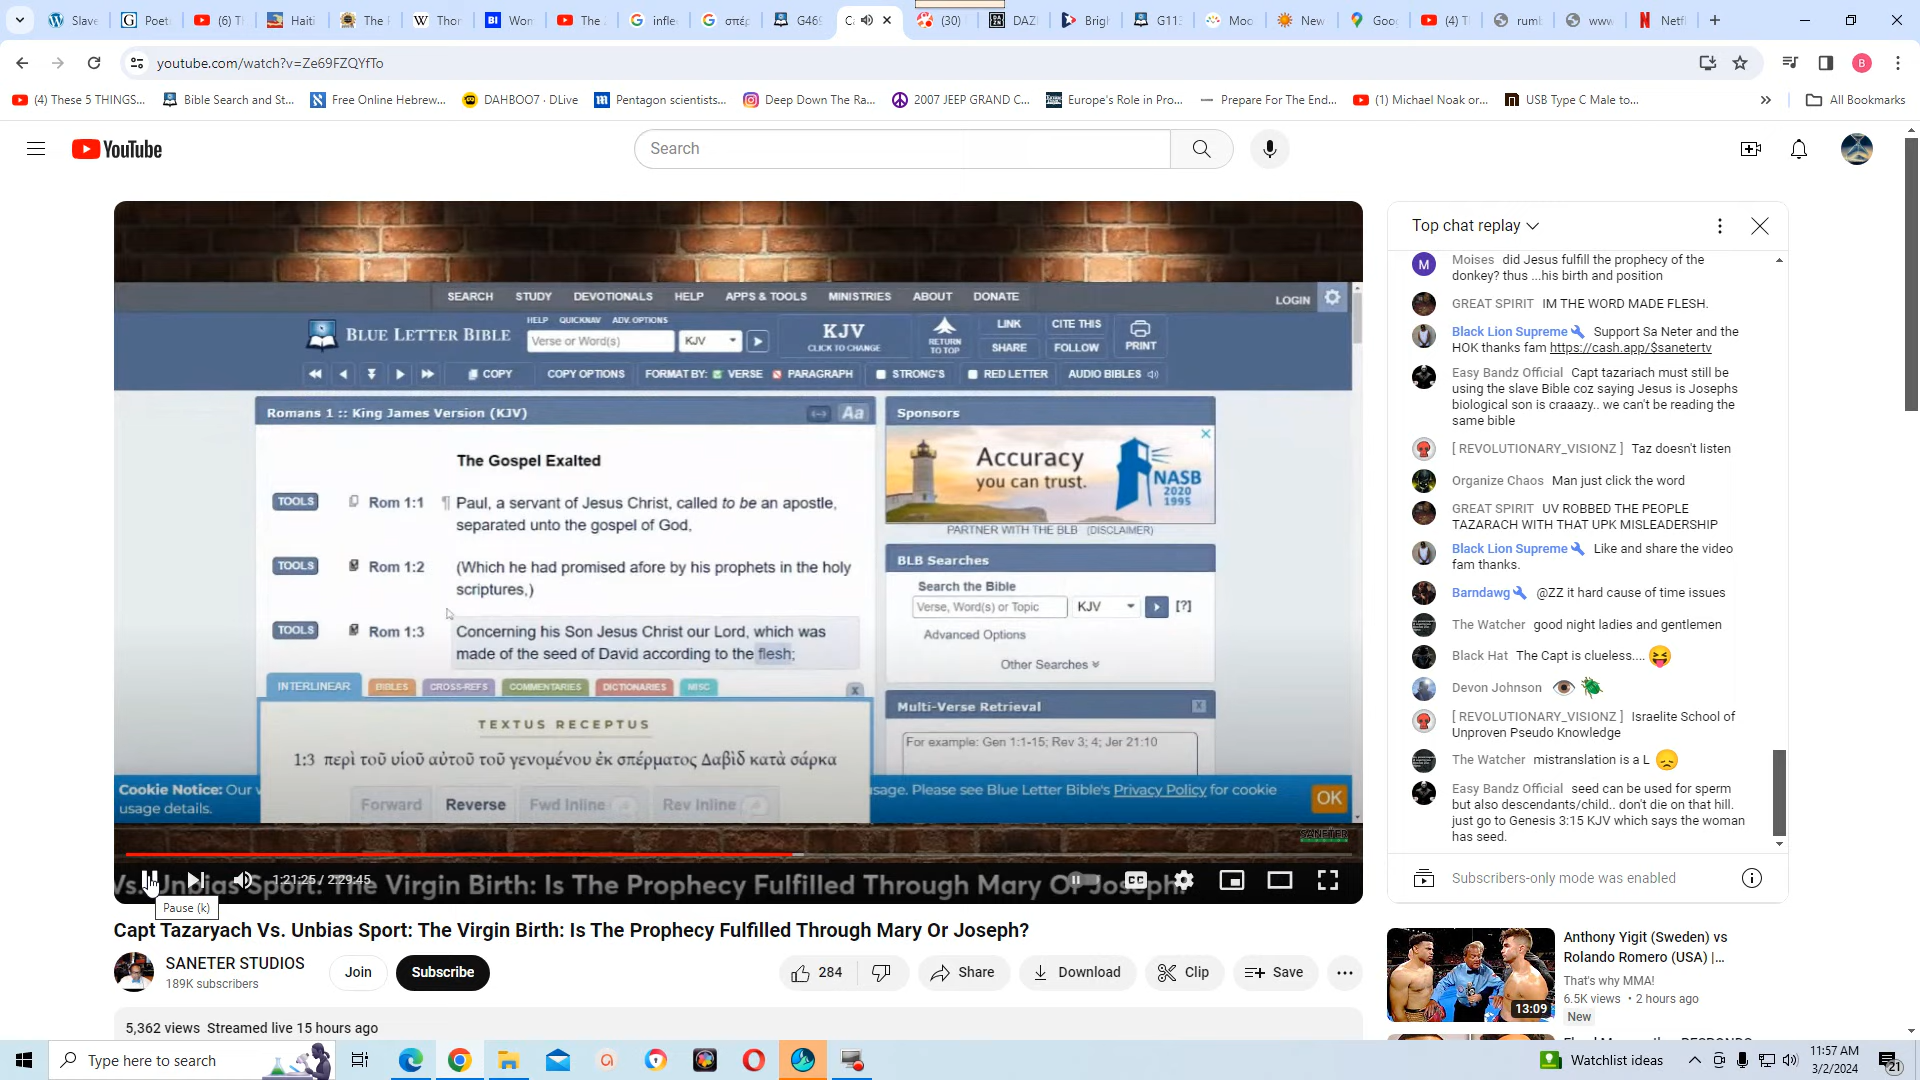 Slave
Poet
(6) Tl
Haiti
The l
Thor
Won
The 2
infle
σπέρ
G469
Ca
(30)
DAZI
Brigh
G113
Moo
New
Goo
(4) Tl
rumb
www
Netfl
youtube.com/watch?v=Ze69FZQYfTo
(4) These 5 THINGS...
Bible Search and St...
Free Online Hebrew...
DAHBOO7 · DLive
Pentagon scientists...
Deep Down The Ra...
2007 JEEP GRAND C...
Europe's Role in Pro...
Prepare For The End...
(1) Michael Noak or...
USB Type C Male to...
All Bookmarks
YouTube
Search
SEARCH STUDY DEVOTIONALS HELP APPS & TOOLS MINISTRIES ABOUT DONATE
LOGIN
HELP QUICKNAV ADV. OPTIONS
BLUE LETTER BIBLE
Verse or Word(s)
KJV
KJV
CLICK TO CHANGE
RETURN
TO TOP
LINK
SHARE
CITE THIS
FOLLOW
PRINT
COPY
COPY OPTIONS
FORMAT BY: VERSE PARAGRAPH
STRONG'S
RED LETTER
AUDIO BIBLES
Romans 1 :: King James Version (KJV)
Aa
The Gospel Exalted
TOOLS
Rom 1:1
¶ Paul, a servant of Jesus Christ, called to be an apostle,
separated unto the gospel of God,
TOOLS
Rom 1:2
(Which he had promised afore by his prophets in the holy
scriptures,)
TOOLS
Rom 1:3
Concerning his Son Jesus Christ our Lord, which was
made of the seed of David according to the flesh;
INTERLINEAR BIBLES CROSS-REFS COMMENTARIES DICTIONARIES MISC
TEXTUS RECEPTUS
1:3 περὶ τοῦ υἱοῦ αὐτοῦ τοῦ γενομένου ἐκ σπέρματος Δαβὶδ κατὰ σάρκα
Forward Reverse Fwd Inline Rev Inline
Sponsors
Accuracy
you can trust.
NASB
2020
1995
PARTNER WITH THE BLB (DISCLAIMER)
BLB Searches
Search the Bible
Verse, Word(s) or Topic
KJV
[?]
Advanced Options
Other Searches
Multi-Verse Retrieval
For example: Gen 1:1-15; Rev 3; 4; Jer 21:10
Cookie Notice: Our w
usage details.
usage. Please see Blue Letter Bible's Privacy Policy for cookie
OK
SANETER
Vs. Unbias Sport: The Virgin Birth: Is The Prophecy Fulfilled Through Mary Or Joseph?
1:21:25 / 2:29:45
CC
Pause (k)
Capt Tazaryach Vs. Unbias Sport: The Virgin Birth: Is The Prophecy Fulfilled Through Mary Or Joseph?
SANETER STUDIOS
189K subscribers
Join
Subscribe
284
Share
Download
Clip
Save
5,362 views Streamed live 15 hours ago
Top chat replay
Moises did Jesus fulfill the prophecy of the
donkey? thus ...his birth and position
GREAT SPIRIT IM THE WORD MADE FLESH.
Black Lion Supreme Support Sa Neter and the
HOK thanks fam https://cash.app/$sanetertv
Easy Bandz Official Capt tazariach must still be
using the slave Bible coz saying Jesus is Josephs
biological son is craaazy.. we can't be reading the
same bible
[ REVOLUTIONARY_VISIONZ ] Taz doesn't listen
Organize Chaos Man just click the word
GREAT SPIRIT UV ROBBED THE PEOPLE
TAZARACH WITH THAT UPK MISLEADERSHIP
Black Lion Supreme Like and share the video
fam thanks.
Barndawg @ZZ it hard cause of time issues
The Watcher good night ladies and gentlemen
Black Hat The Capt is clueless....
Devon Johnson
[ REVOLUTIONARY_VISIONZ ] Israelite School of
Unproven Pseudo Knowledge
The Watcher mistranslation is a L
Easy Bandz Official seed can be used for sperm
but also descendants/child.. don't die on that hill.
just go to Genesis 3:15 KJV which says the woman
has seed.
Subscribers-only mode was enabled
13:09
Anthony Yigit (Sweden) vs
Rolando Romero (USA) |...
That's why MMA!
6.5K views • 2 hours ago
New
Type here to search
Watchlist ideas
11:57 AM
3/2/2024
21